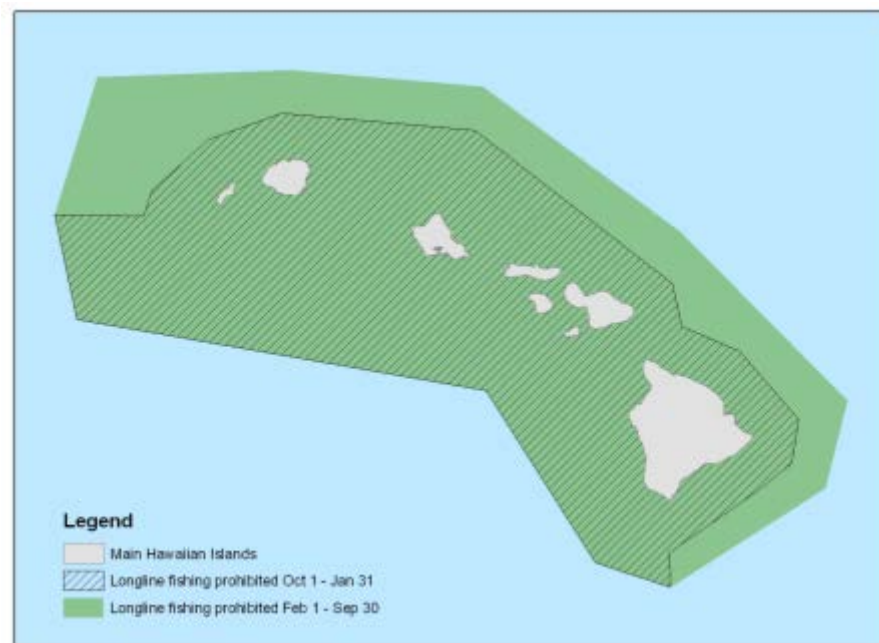 Legend
Main Hawaiian Islands
Longline fishing prohibited Oct 1 - Jan 31
Longline fishing prohibited Feb 1 - Sep 30